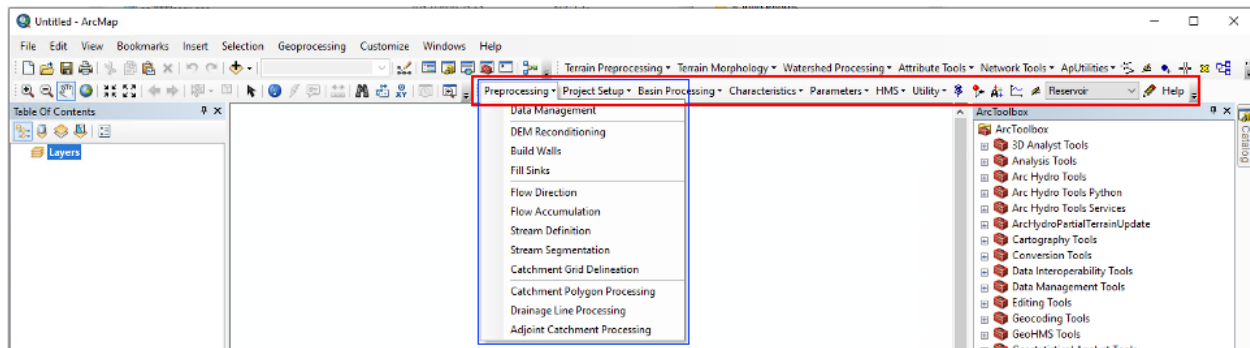 Untitled - ArcMap
File Edit View Bookmarks Insert Selection Geoprocessing Customize Windows Help
Terrain Preprocessing Terrain Morphology Watershed Processing Attribute Tools Network Tools ApUtilities
Preprocessing Project Setup Basin Processing Characteristics Parameters HMS Utility Reservoir Help
Table Of Contents
Layers
Data Management
DEM Reconditioning
Build Walls
Fill Sinks
Flow Direction
Flow Accumulation
Stream Definition
Stream Segmentation
Catchment Grid Delineation
Catchment Polygon Processing
Drainage Line Processing
Adjoint Catchment Processing
ArcToolbox
ArcToolbox
3D Analyst Tools
Analysis Tools
Arc Hydro Tools
Arc Hydro Tools Python
Arc Hydro Tools Services
ArcHydroPartialTerrainUpdate
Cartography Tools
Conversion Tools
Data Interoperability Tools
Data Management Tools
Editing Tools
Geocoding Tools
GeoHMS Tools
Catalog